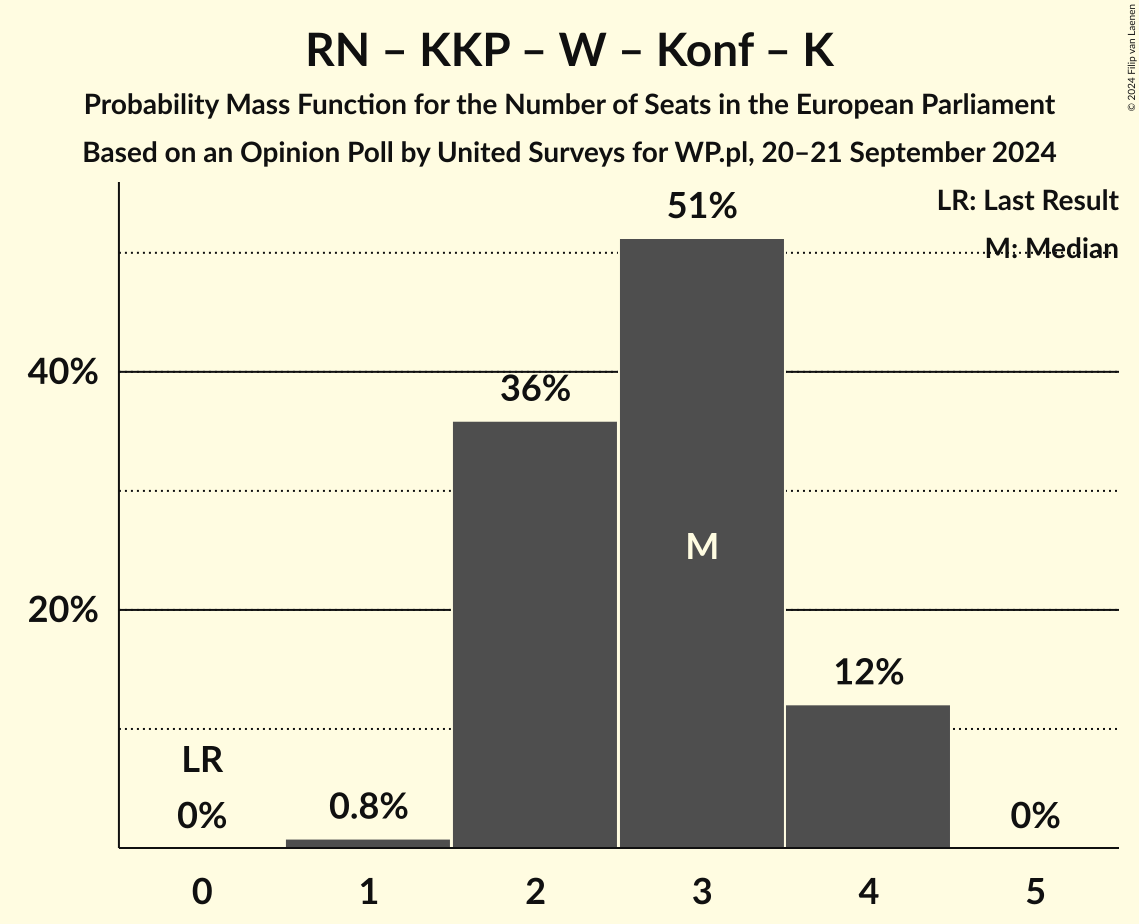 RN – KKP – W – Konf – K
Probability Mass Function for the Number of Seats in the European Parliament
Based on an Opinion Poll by United Surveys for WP.pl, 20–21 September 2024
© 2024 Filip van Laenen
LR: Last Result
M: Median
51%
40%
36%
M
20%
12%
LR
0%
0.8%
0%
0 1 2 3 4 5